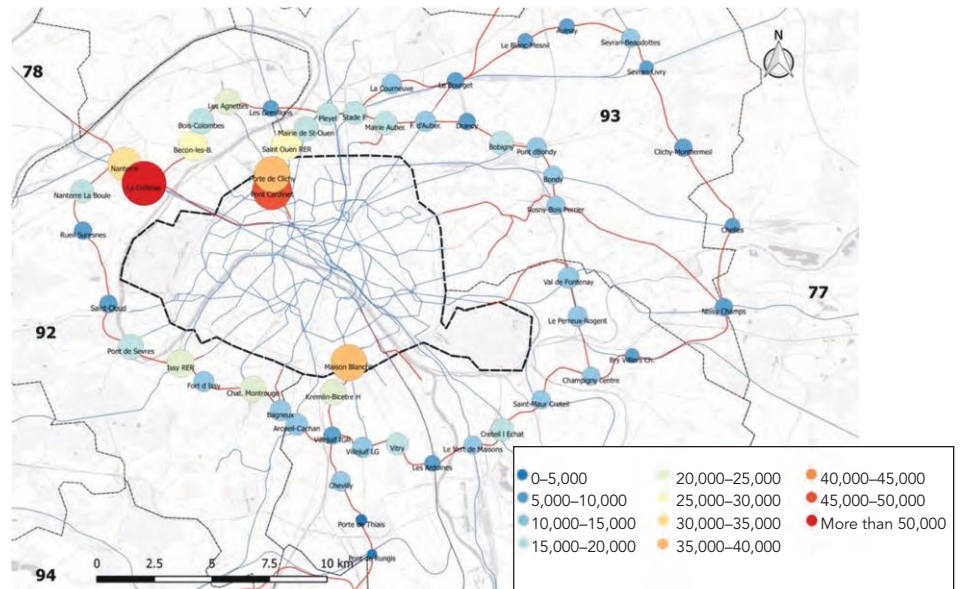 N
78
93
77
92
94
Aulnay
Le Blanc-Mesnil
Sevran-Beaudottes
Sevran-Livry
La Courneuve
Le Bourget
Les Agnettes
Les Gresillons
Pleyel
Stade F.
Bois-Colombes
Mairie de St-Ouen
Mairie Auber.
F. d'Auber.
Drancy
Becon-les-B.
Saint Ouen RER
Bobigny
Pont dBondy
Clichy-Montfermeil
Nanterre
La Defense
Porte de Clichy
Pont Cardinet
Bondy
Nanterre La Boule
Rosny Bois Perrier
Rueil Suresnes
Chelles
Val de Fontenay
Saint-Cloud
Noisy Champs
Le Perreux-Nogent
Pont de Sevres
Issy RER
Maison Blanche
Bry Villiers Ch.
Fort d Issy
Champigny Centre
Chat. Montrouge
Kremlin-Bicetre H
Saint-Maur Creteil
Bagneux
Arcueil-Cachan
Creteil l Echat
Villejuif IGR
Villejuif LG
Vitry
Le Vert de Maisons
Les Ardoines
Chevilly
Porte de Thiais
Pont de Rungis
0 2.5 5 7.5 10 km
0–5,000
5,000–10,000
10,000–15,000
15,000–20,000
20,000–25,000
25,000–30,000
30,000–35,000
35,000–40,000
40,000–45,000
45,000–50,000
More than 50,000